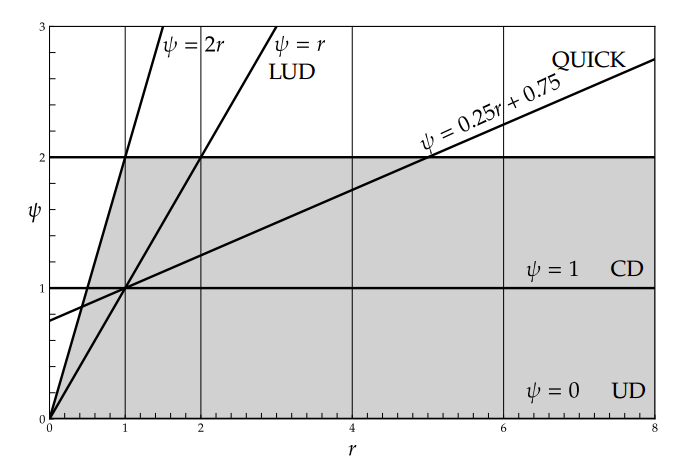 3
ψ = 2r
ψ = r
QUICK
LUD
ψ = 0.25r + 0.75
2
ψ
ψ = 1 CD
1
ψ = 0 UD
0
0 1 2 4 6 8
r